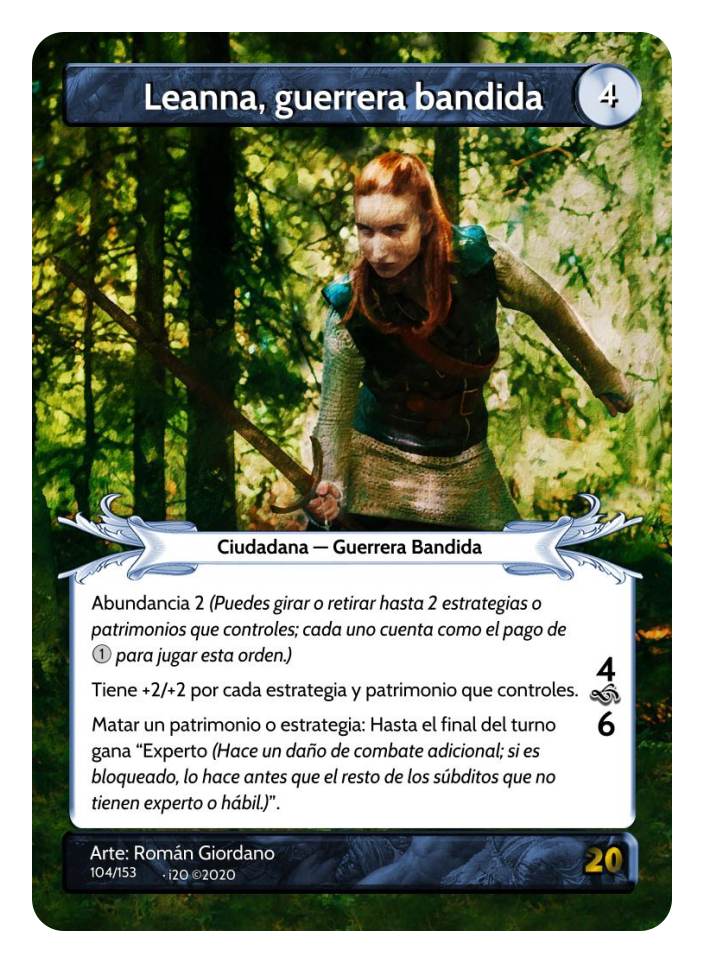 Leanna, guerrera bandida
4
Ciudadana — Guerrera Bandida
Abundancia 2 (Puedes girar o retirar hasta 2 estrategias o
patrimonios que controles; cada uno cuenta como el pago de
1 para jugar esta orden.)
Tiene +2/+2 por cada estrategia y patrimonio que controles.
Matar un patrimonio o estrategia: Hasta el final del turno
gana “Experto (Hace un daño de combate adicional; si es
bloqueado, lo hace antes que el resto de los súbditos que no
tienen experto o hábil.)”.
4
6
Arte: Román Giordano
104/153 · i20 ©2020
20